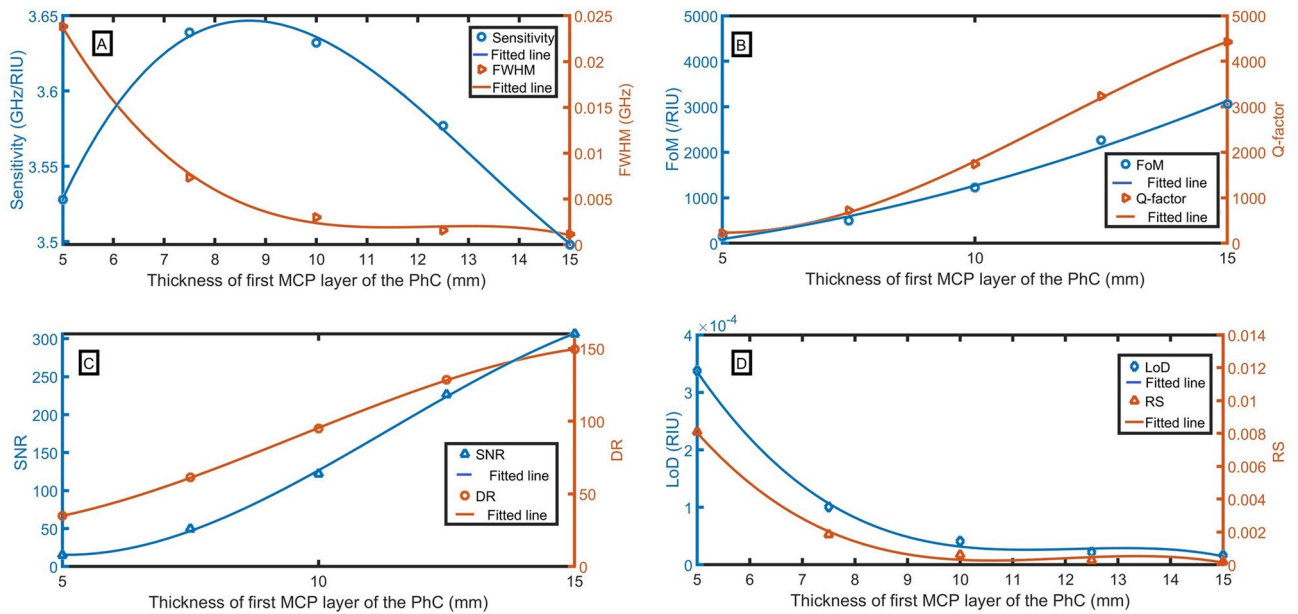 A
Sensitivity (GHz/RIU)
3.65
3.6
3.55
3.5
0.025
0.02
0.015
0.01
0.005
0
FWHM (GHz)
Sensitivity
Fitted line
FWHM
Fitted line
5 6 7 8 9 10 11 12 13 14 15
Thickness of first MCP layer of the PhC (mm)
B
FoM (/RIU)
5000
4000
3000
2000
1000
0
5000
4000
3000
2000
1000
0
Q-factor
FoM
Fitted line
Q-factor
Fitted line
5 10 15
Thickness of first MCP layer of the PhC (mm)
C
SNR
300
250
200
150
100
50
0
150
100
50
0
DR
SNR
Fitted line
DR
Fitted line
5 10 15
Thickness of first MCP layer of the PhC (mm)
D
×10-4
LoD (RIU)
4
3
2
1
0
0.014
0.012
0.01
0.008
0.006
0.004
0.002
0
RS
LoD
Fitted line
RS
Fitted line
5 6 7 8 9 10 11 12 13 14 15
Thickness of first MCP layer of the PhC (mm)